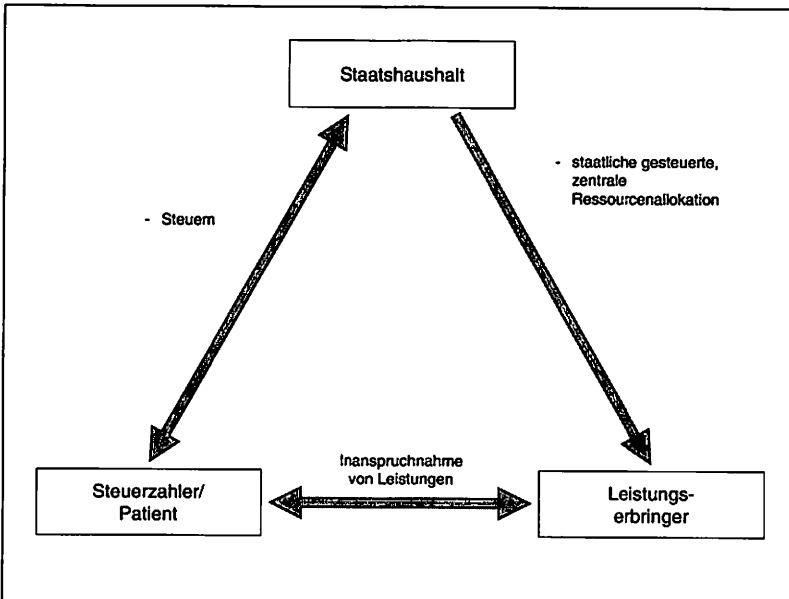 Staatshaushalt
- staatliche gesteuerte,
zentrale
Ressourcenallokation
- Steuern
Inanspruchnahme
von Leistungen
Steuerzahler/
Patient
Leistungs-
erbringer